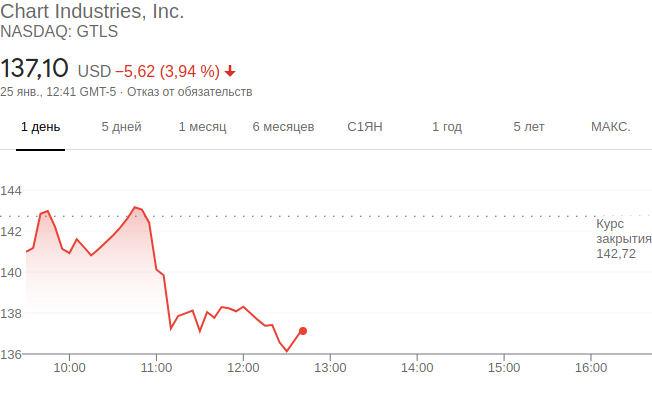 Chart Industries, Inc.
NASDAQ: GTLS
137,10 USD −5,62 (3,94 %)
25 янв., 12:41 GMT-5 · Отказ от обязательств
1 день 5 дней 1 месяц 6 месяцев С1ЯН 1 год 5 лет МАКС.
144
Курс
142
закрытия
142,72
140
138
136
10:00 11:00 12:00 13:00 14:00 15:00 16:00